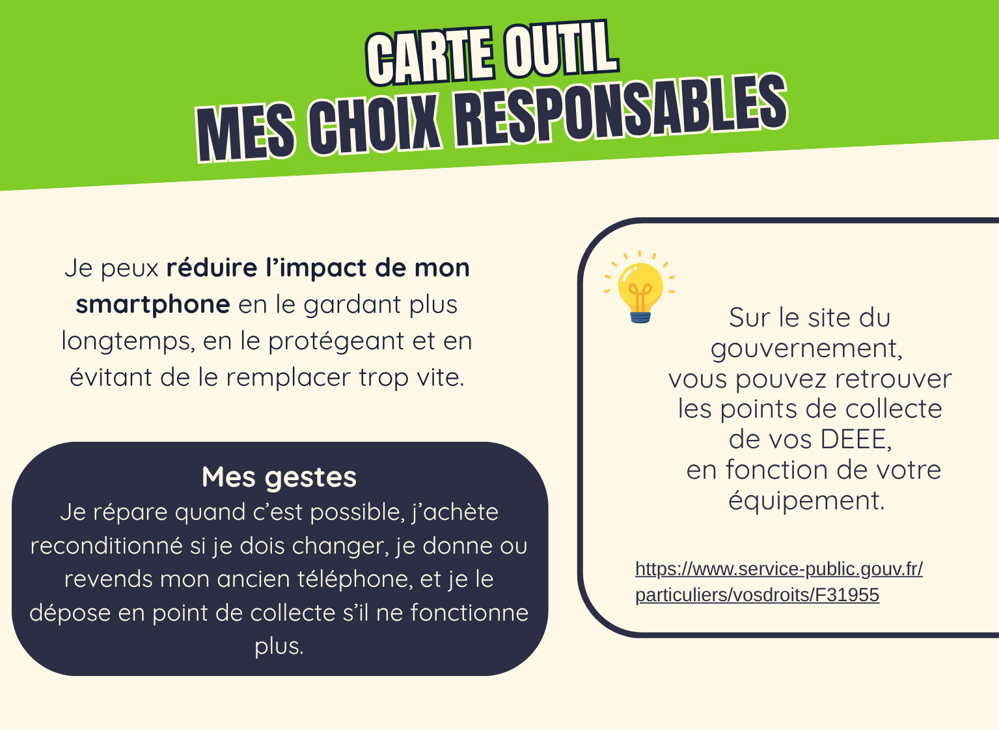 CARTE OUTIL
MES CHOIX RESPONSABLES
Je peux réduire l’impact de mon
smartphone en le gardant plus
longtemps, en le protégeant et en
évitant de le remplacer trop vite.
Mes gestes
Je répare quand c’est possible, j’achète
reconditionné si je dois changer, je donne ou
revends mon ancien téléphone, et je le
dépose en point de collecte s’il ne fonctionne
plus.
Sur le site du
gouvernement,
vous pouvez retrouver
les points de collecte
de vos DEEE,
en fonction de votre
équipement.
https://www.service-public.gouv.fr/
particuliers/vosdroits/F31955